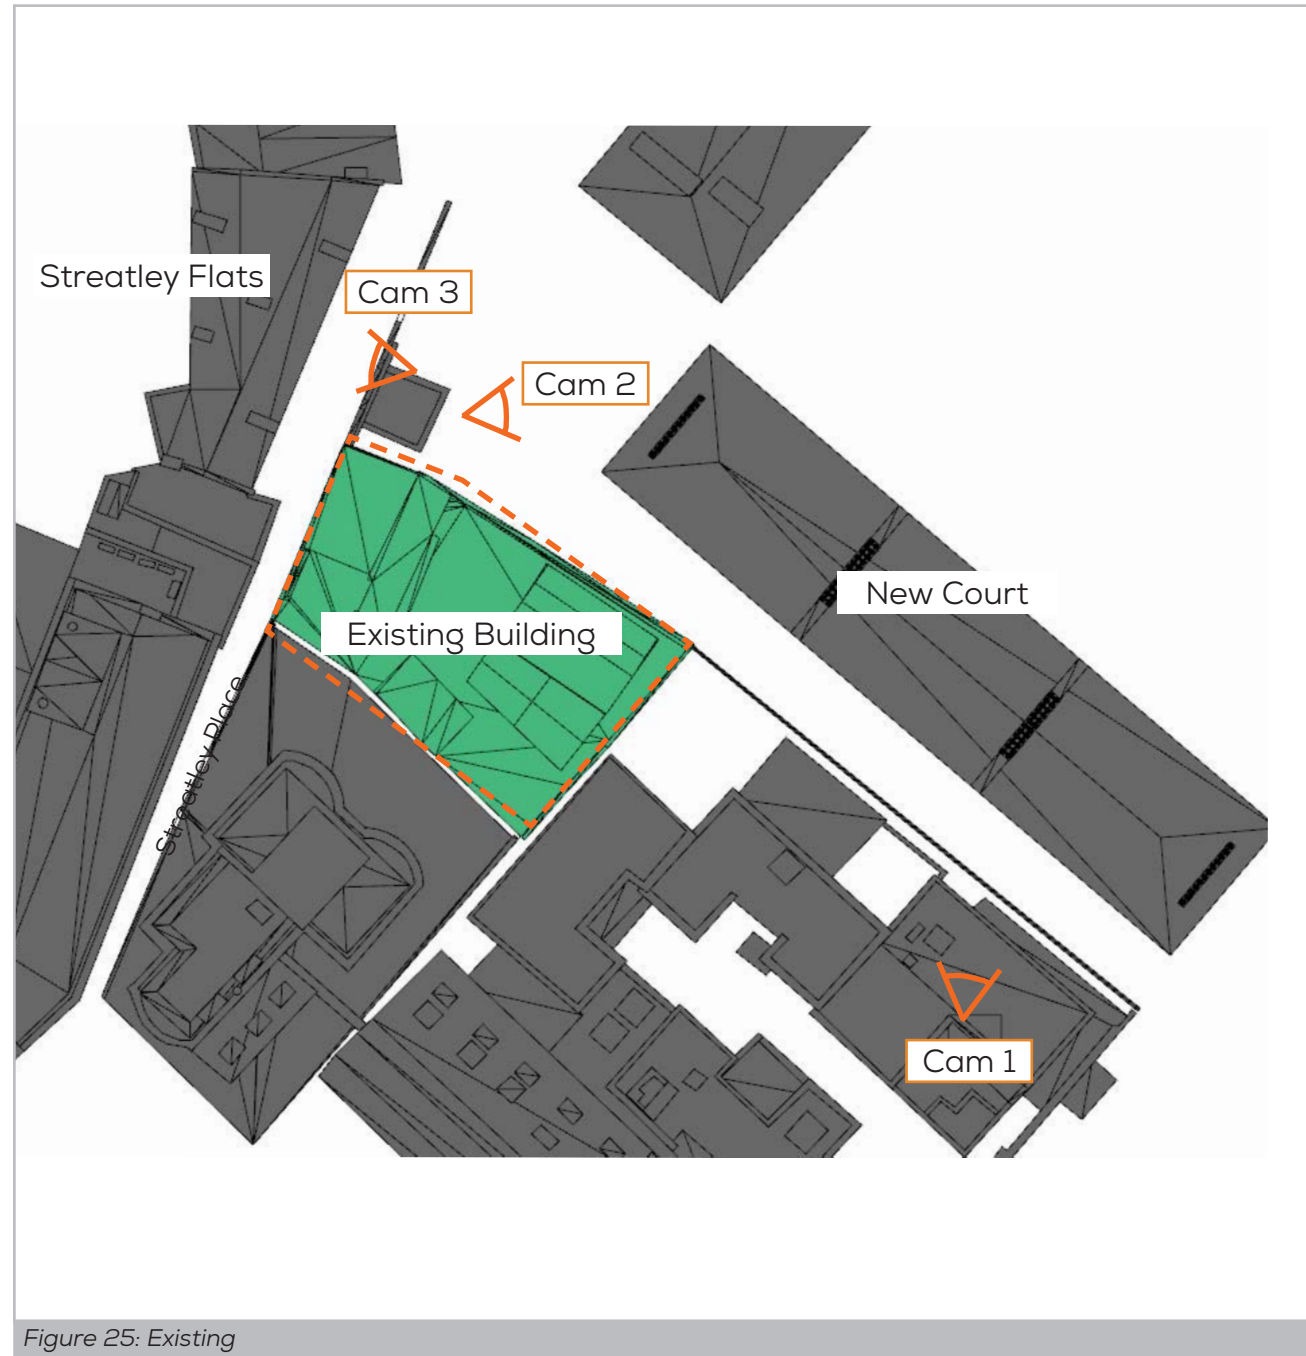 Streatley Flats
Cam 3
Cam 2
New Court
Existing Building
Streatley Place
Cam 1
Figure 25: Existing